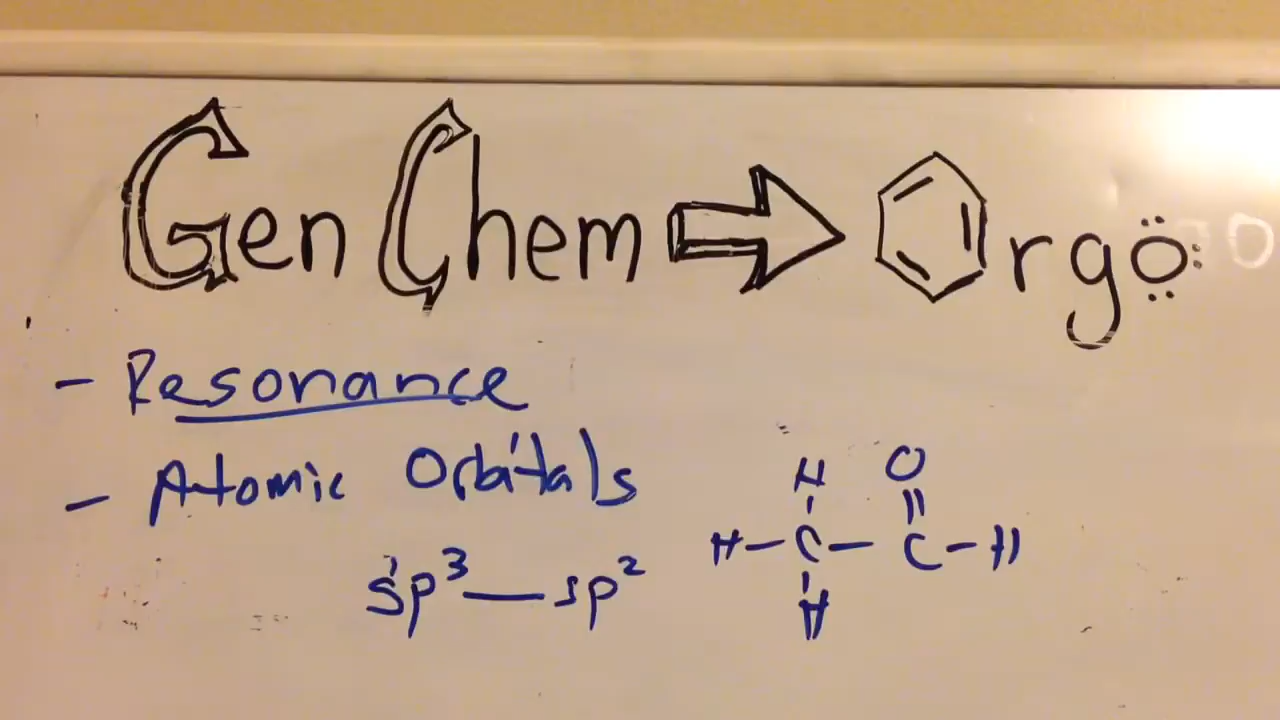 Gen Chem ⇒ Orgo
- Resonance
- Atomic Orbitals
sp³—sp²
H O
H—C—C—H
H